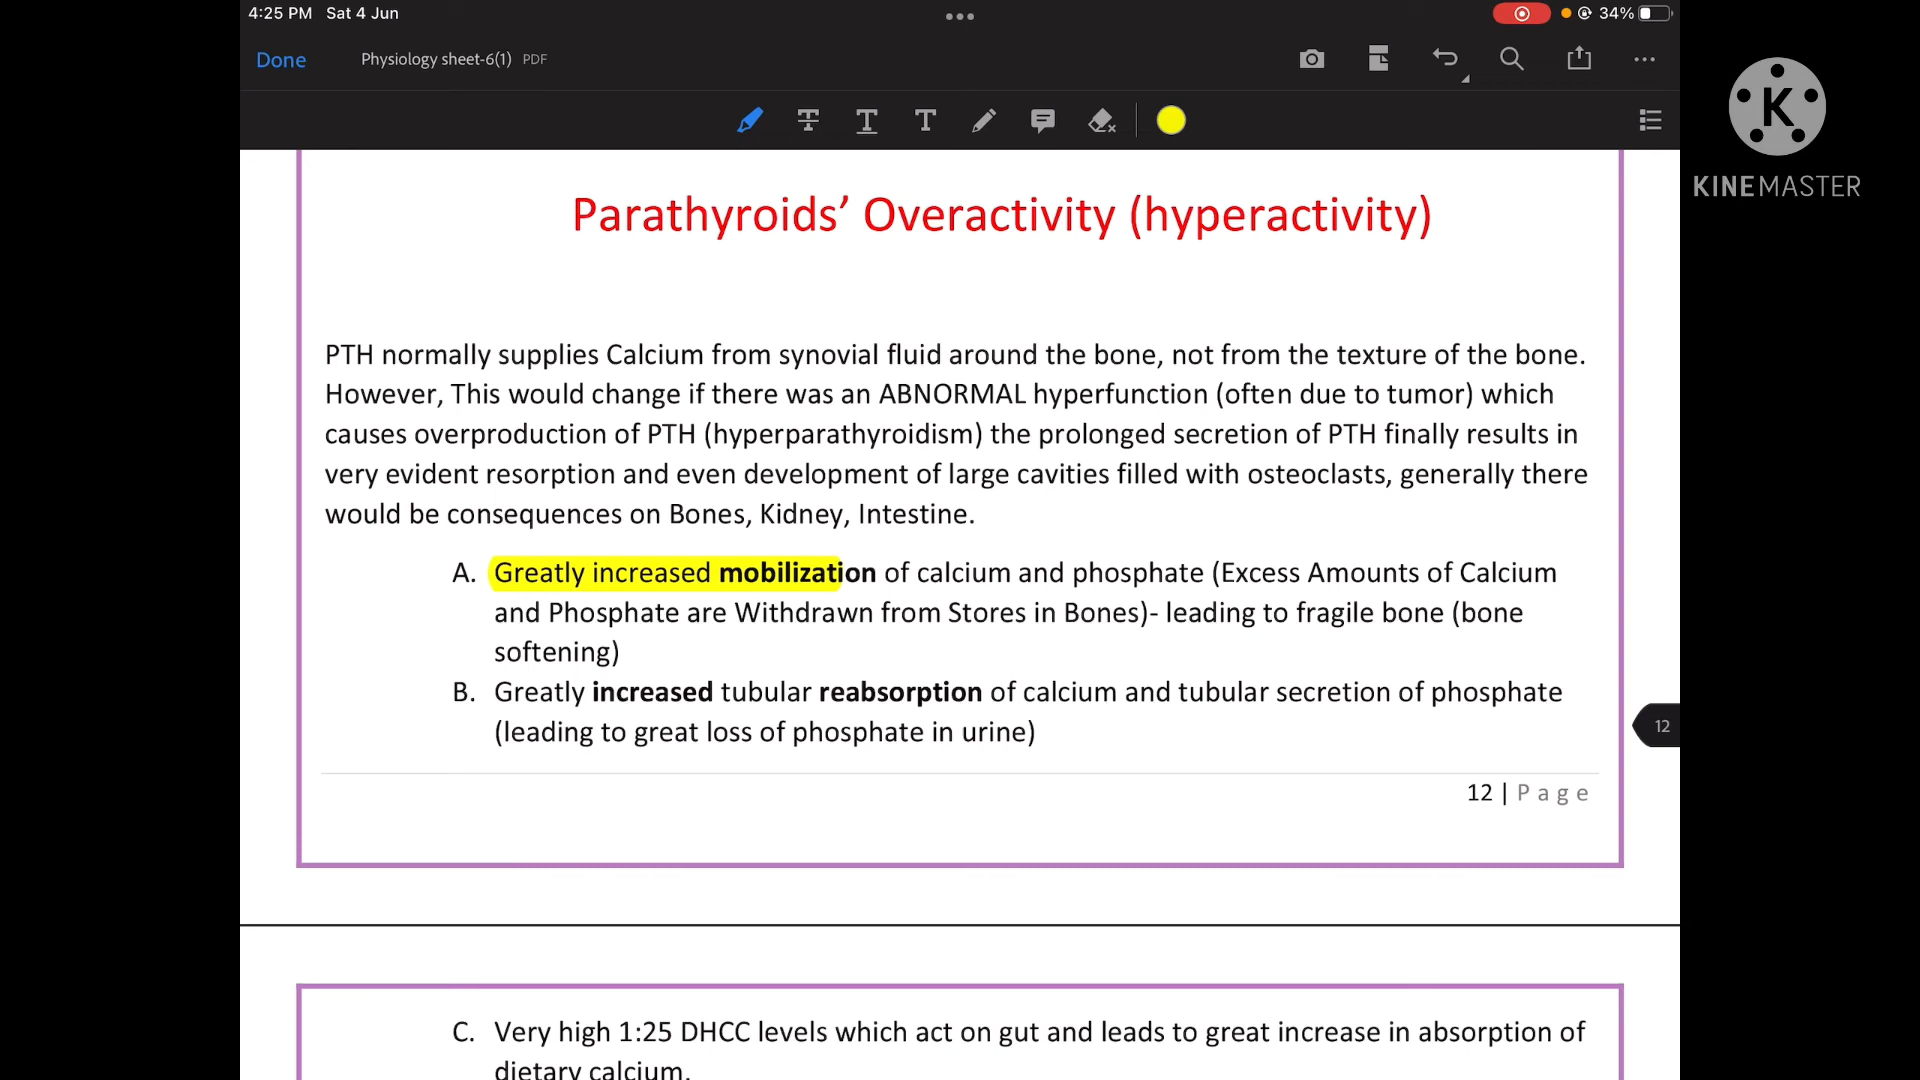 4:25 PM Sat 4 Jun
34%
Done
Physiology sheet-6(1) PDF
KINEMASTER
Parathyroids’ Overactivity (hyperactivity)
PTH normally supplies Calcium from synovial fluid around the bone, not from the texture of the bone.
However, This would change if there was an ABNORMAL hyperfunction (often due to tumor) which
causes overproduction of PTH (hyperparathyroidism) the prolonged secretion of PTH finally results in
very evident resorption and even development of large cavities filled with osteoclasts, generally there
would be consequences on Bones, Kidney, Intestine.
A. Greatly increased mobilization of calcium and phosphate (Excess Amounts of Calcium
and Phosphate are Withdrawn from Stores in Bones)- leading to fragile bone (bone
softening)
B. Greatly increased tubular reabsorption of calcium and tubular secretion of phosphate
(leading to great loss of phosphate in urine)
12
12 | Page
C. Very high 1:25 DHCC levels which act on gut and leads to great increase in absorption of
dietary calcium.